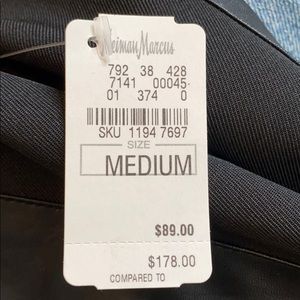 Neiman Marcus
792 38 428
7141 00045
01 374 0
SKU 1194 7697
SIZE
MEDIUM
$89.00
$178.00
COMPARED TO